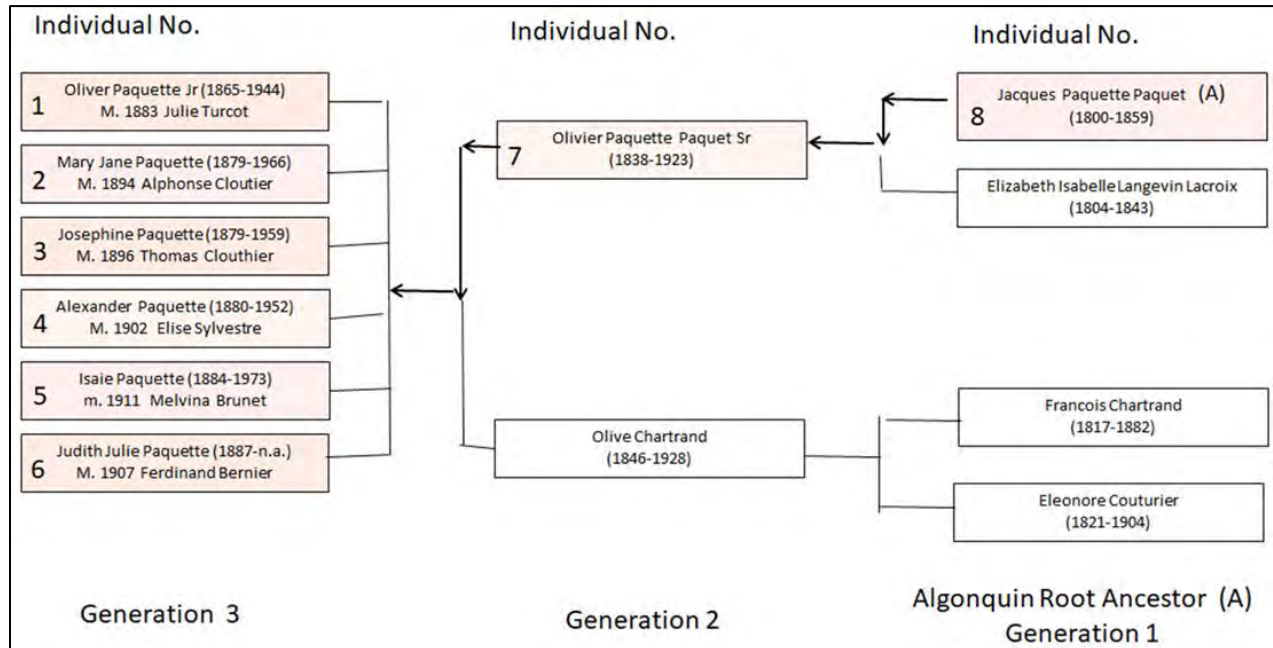 Individual No.
Individual No.
Individual No.
1
Oliver Paquette Jr (1865-1944)
M. 1883 Julie Turcot
2
Mary Jane Paquette (1879-1966)
M. 1894 Alphonse Cloutier
3
Josephine Paquette (1879-1959)
M. 1896 Thomas Clouthier
4
Alexander Paquette (1880-1952)
M. 1902 Elise Sylvestre
5
Isaie Paquette (1884-1973)
m. 1911 Melvina Brunet
6
Judith Julie Paquette (1887-n.a.)
M. 1907 Ferdinand Bernier
Generation 3
7
Olivier Paquette Paquet Sr
(1838-1923)
Olive Chartrand
(1846-1928)
Generation 2
8
Jacques Paquette Paquet (A)
(1800-1859)
Elizabeth Isabelle Langevin Lacroix
(1804-1843)
Francois Chartrand
(1817-1882)
Eleonore Couturier
(1821-1904)
Algonquin Root Ancestor (A)
Generation 1